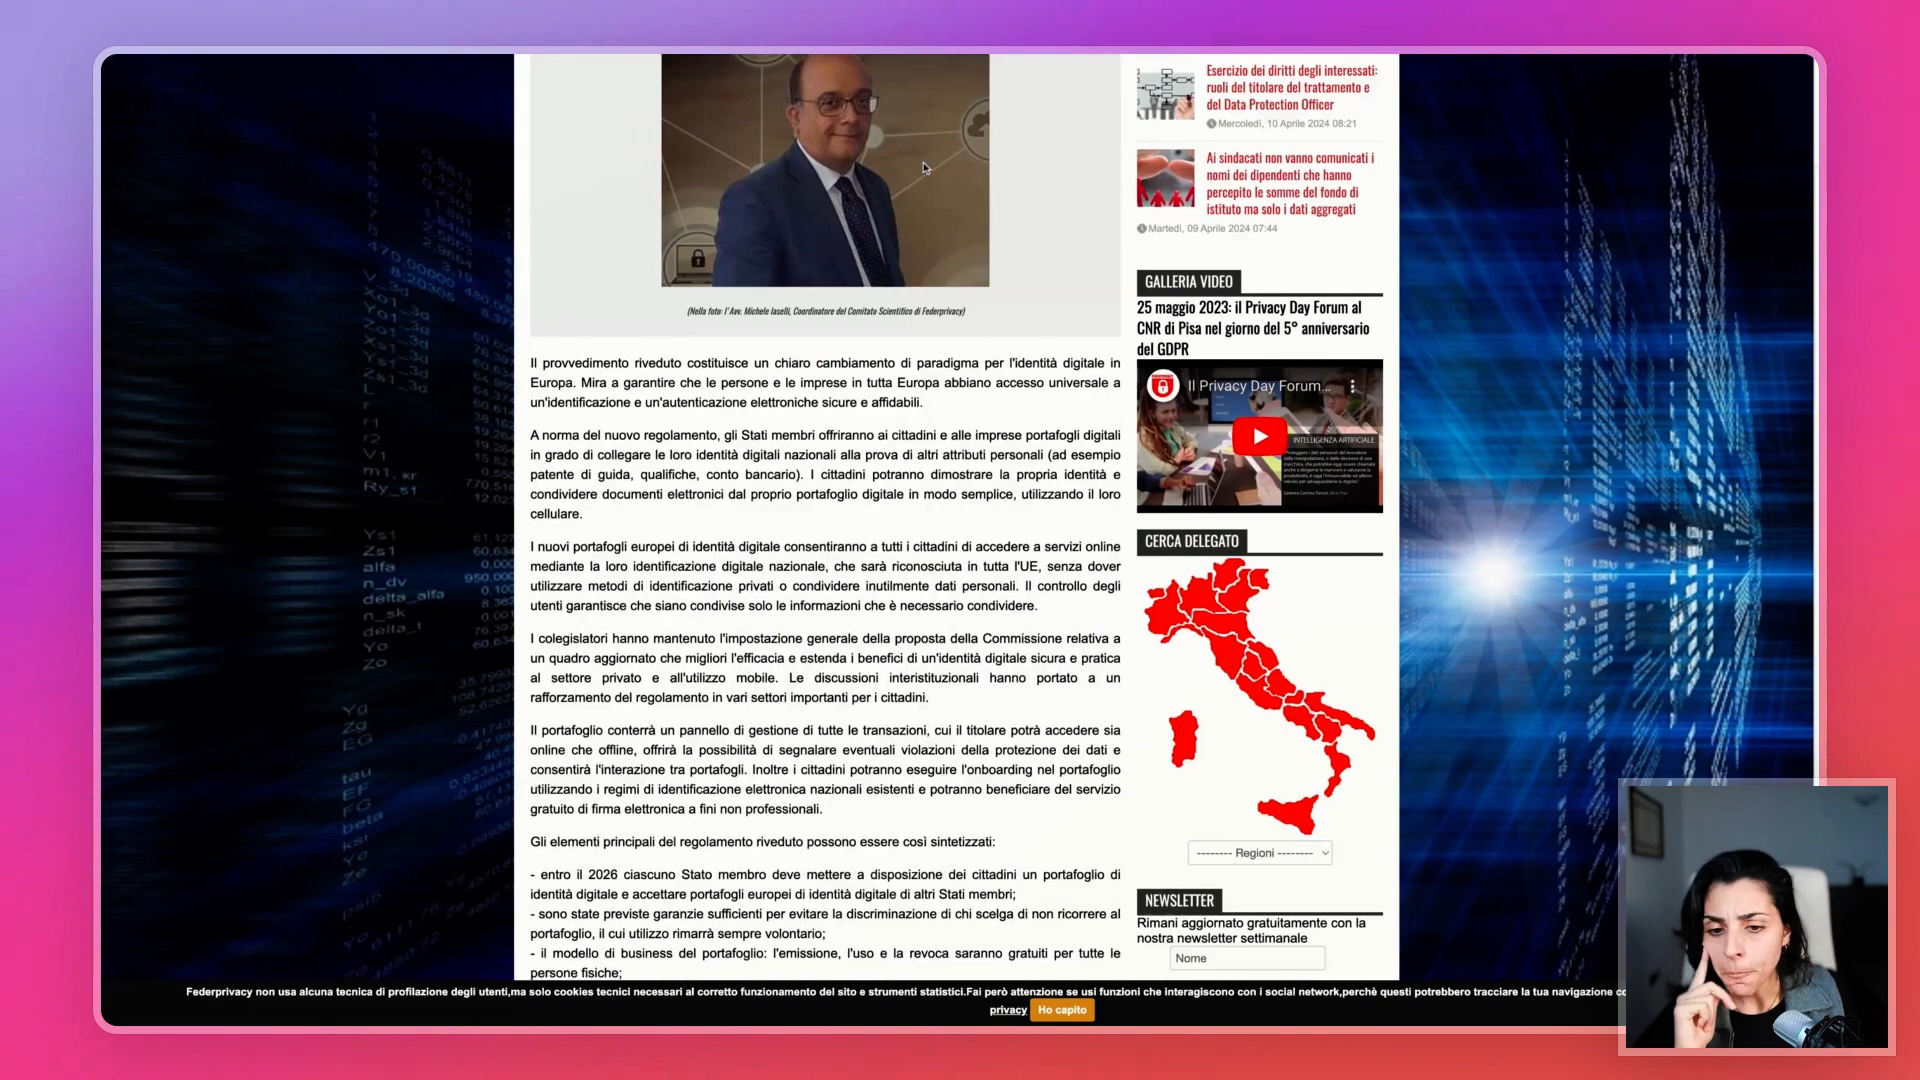 (Nella foto: l'Avv. Michele Iaselli, Coordinatore del Comitato Scientifico di Federprivacy)
Il provvedimento riveduto costituisce un chiaro cambiamento di paradigma per l'identità digitale in
Europa. Mira a garantire che le persone e le imprese in tutta Europa abbiano accesso universale a
un'identificazione e un'autenticazione elettroniche sicure e affidabili.
A norma del nuovo regolamento, gli Stati membri offriranno ai cittadini e alle imprese portafogli digitali
in grado di collegare le loro identità digitali nazionali alla prova di altri attributi personali (ad esempio
patente di guida, qualifiche, conto bancario). I cittadini potranno dimostrare la propria identità e
condividere documenti elettronici dal proprio portafoglio digitale in modo semplice, utilizzando il loro
cellulare.
I nuovi portafogli europei di identità digitale consentiranno a tutti i cittadini di accedere a servizi online
mediante la loro identificazione digitale nazionale, che sarà riconosciuta in tutta l'UE, senza dover
utilizzare metodi di identificazione privati o condividere inutilmente dati personali. Il controllo degli
utenti garantisce che siano condivise solo le informazioni che è necessario condividere.
I colegislatori hanno mantenuto l'impostazione generale della proposta della Commissione relativa a
un quadro aggiornato che migliori l'efficacia e estenda i benefici di un'identità digitale sicura e pratica
al settore privato e all'utilizzo mobile. Le discussioni interistituzionali hanno portato a un
rafforzamento del regolamento in vari settori importanti per i cittadini.
Il portafoglio conterrà un pannello di gestione di tutte le transazioni, cui il titolare potrà accedere sia
online che offline, offrirà la possibilità di segnalare eventuali violazioni della protezione dei dati e
consentirà l'interazione tra portafogli. Inoltre i cittadini potranno eseguire l'onboarding nel portafoglio
utilizzando i regimi di identificazione elettronica nazionali esistenti e potranno beneficiare del servizio
gratuito di firma elettronica a fini non professionali.
Gli elementi principali del regolamento riveduto possono essere così sintetizzati:
- entro il 2026 ciascuno Stato membro deve mettere a disposizione dei cittadini un portafoglio di
identità digitale e accettare portafogli europei di identità digitale di altri Stati membri;
- sono state previste garanzie sufficienti per evitare la discriminazione di chi scelga di non ricorrere al
portafoglio, il cui utilizzo rimarrà sempre volontario;
- il modello di business del portafoglio: l'emissione, l'uso e la revoca saranno gratuiti per tutte le
persone fisiche;
Esercizio dei diritti degli interessati:
ruoli del titolare del trattamento e
del Data Protection Officer
Mercoledì, 10 Aprile 2024 08:21
Ai sindacati non vanno comunicati i
nomi dei dipendenti che hanno
percepito le somme del fondo di
istituto ma solo i dati aggregati
Martedì, 09 Aprile 2024 07:44
GALLERIA VIDEO
25 maggio 2023: il Privacy Day Forum al
CNR di Pisa nel giorno del 5° anniversario
del GDPR
Il Privacy Day Forum...
INTELLIGENZA ARTIFICIALE
CERCA DELEGATO
-------- Regioni --------
NEWSLETTER
Rimani aggiornato gratuitamente con la
nostra newsletter settimanale
Nome
Federprivacy non usa alcuna tecnica di profilazione degli utenti,ma solo cookies tecnici necessari al corretto funzionamento del sito e strumenti statistici.Fai però attenzione se usi funzioni che interagiscono con i social network,perchè questi potrebbero tracciare la tua navigazione
privacy Ho capito